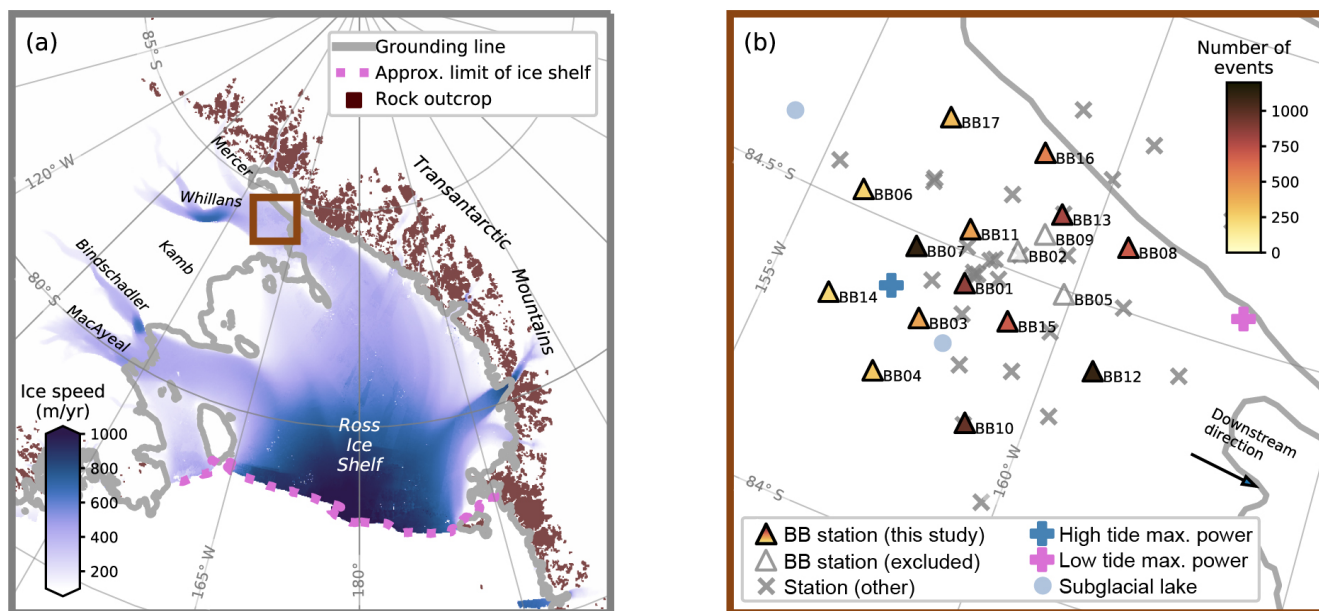 (a)
85° S
Grounding line
Approx. limit of ice shelf
Rock outcrop
120° W
Mercer
Whillans
Transantarctic
Mountains
Kamb
Bindschadler
80° S
MacAyeal
Ice speed
(m/yr)
1000
800
600
400
200
Ross
Ice
Shelf
165° W
180°
(b)
Number of
events
1000
750
500
250
0
BB17
BB16
84.5° S
BB06
BB13
BB11
BB09
BB07
BB02
BB08
155° W
BB14
BB01
BB05
BB03
BB15
BB04
BB12
BB10
Downstream
direction
160° W
84° S
BB station (this study)
BB station (excluded)
Station (other)
High tide max. power
Low tide max. power
Subglacial lake